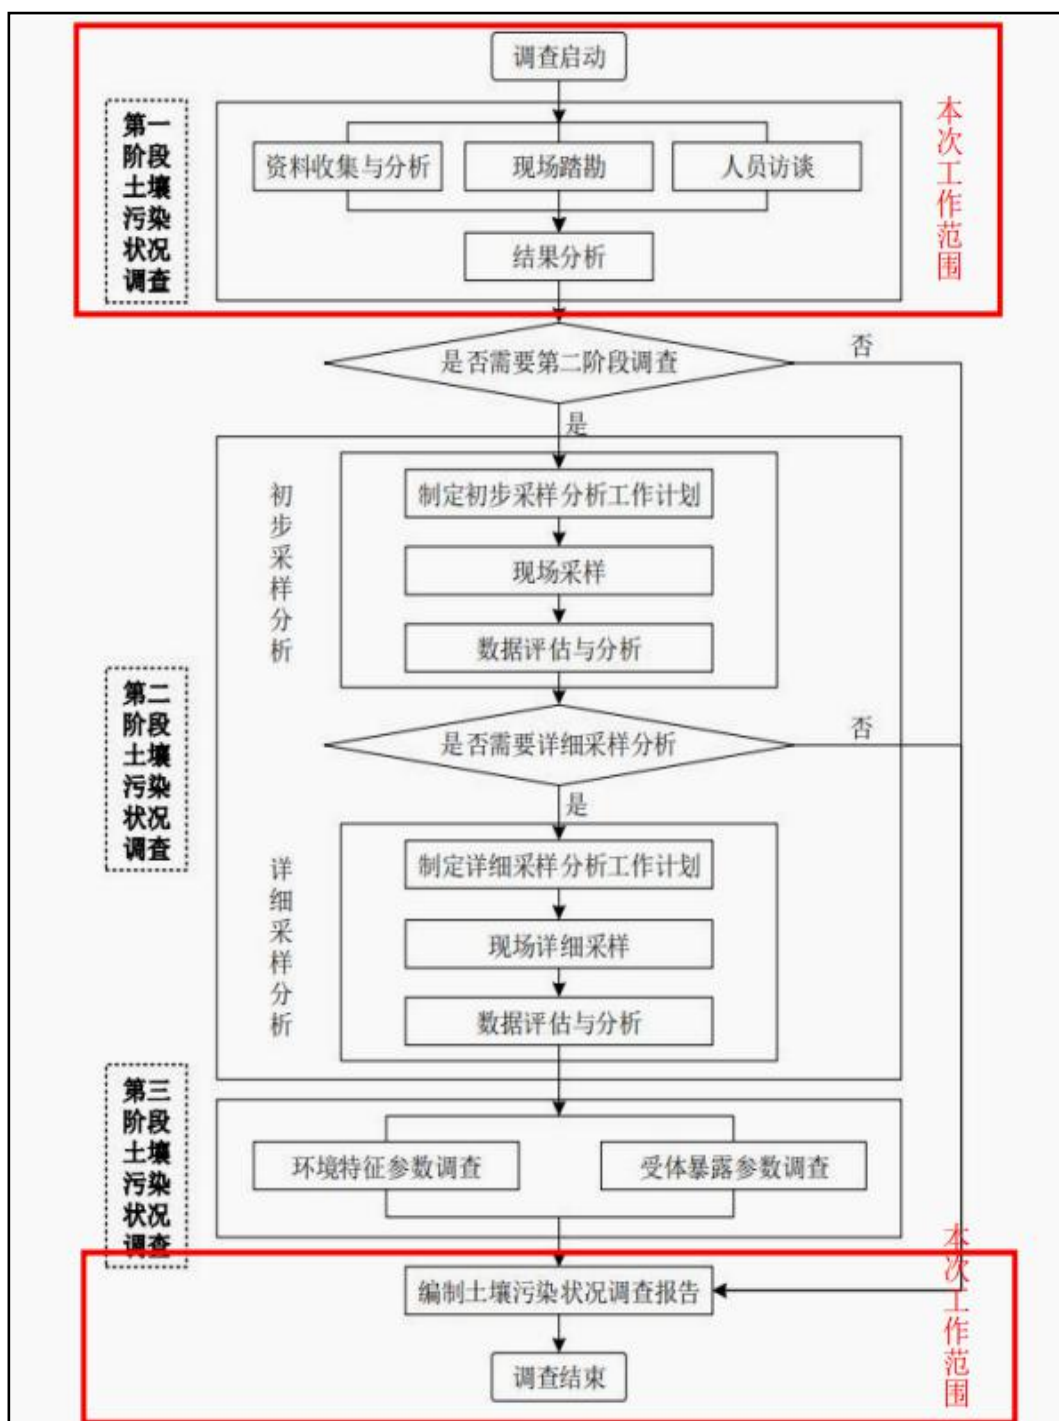 调查启动
第一
阶段
土壤
污染
状况
调查
资料收集与分析
现场踏勘
人员访谈
结果分析
本次工作范围
是否需要第二阶段调查
否
是
初步采样分析
制定初步采样分析工作计划
现场采样
数据评估与分析
第二
阶段
土壤
污染
状况
调查
是否需要详细采样分析
否
是
详细采样分析
制定详细采样分析工作计划
现场详细采样
数据评估与分析
第三
阶段
土壤
污染
状况
调查
环境特征参数调查
受体暴露参数调查
本次工作范围
编制土壤污染状况调查报告
调查结束